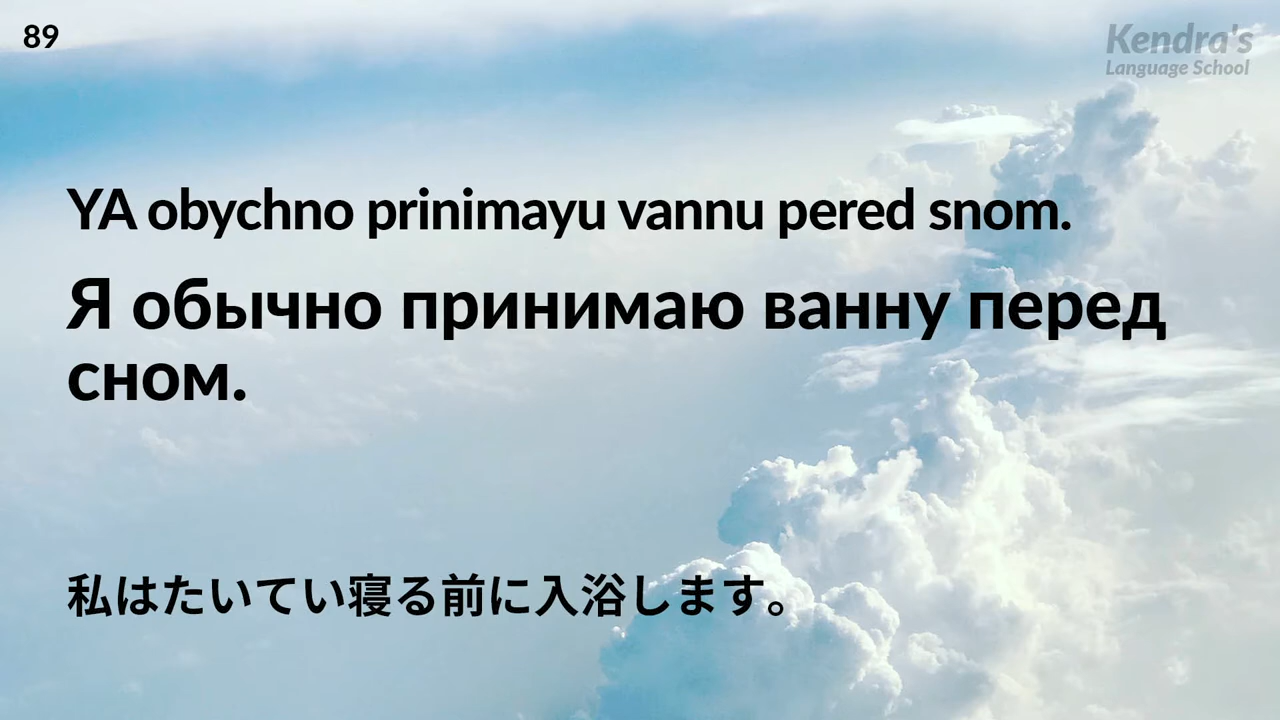 89
Kendra's
Language School
YA obychno prinimayu vannu pered snom.
Я обычно принимаю ванну перед
сном.
私はたいてい寝る前に入浴します。